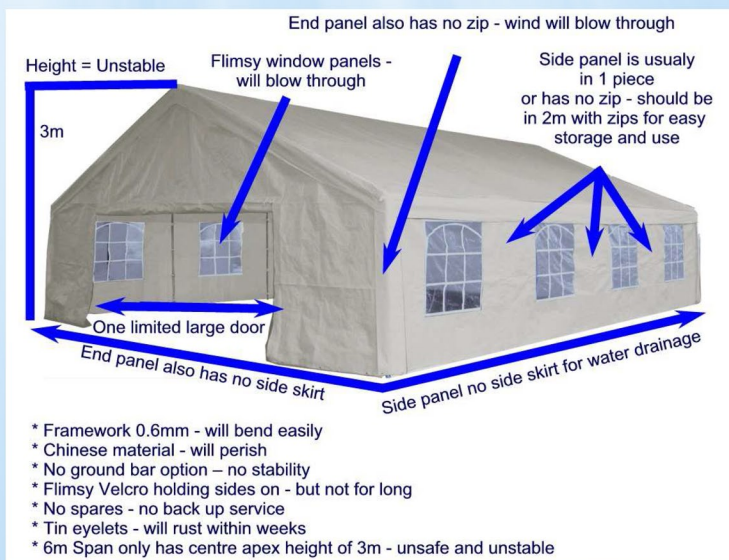 End panel also has no zip - wind will blow through
Height = Unstable
Flimsy window panels -
will blow through
Side panel is usualy
in 1 piece
or has no zip - should be
in 2m with zips for easy
storage and use
3m
One limited large door
End panel also has no side skirt
Side panel no side skirt for water drainage
* Framework 0.6mm - will bend easily
* Chinese material - will perish
* No ground bar option – no stability
* Flimsy Velcro holding sides on - but not for long
* No spares - no back up service
* Tin eyelets - will rust within weeks
* 6m Span only has centre apex height of 3m - unsafe and unstable